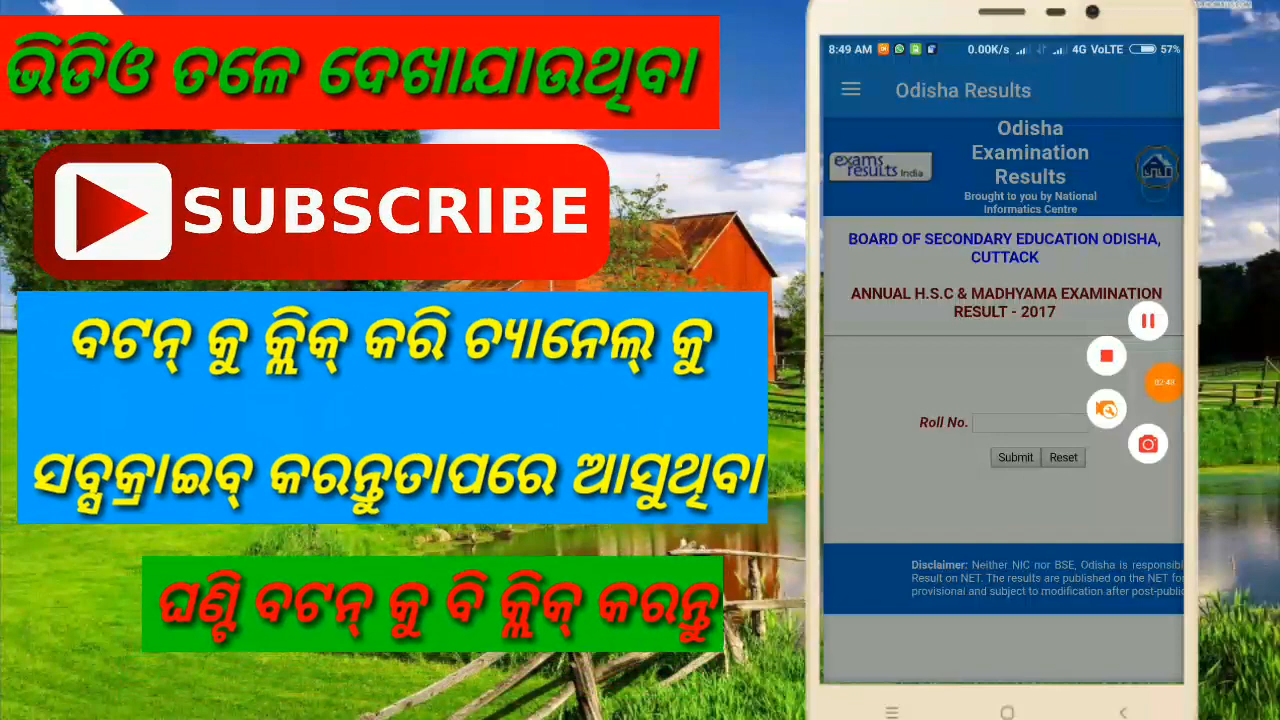 ଭିଡିଓ ତଳେ ଦେଖାଯାଉଥିବା
SUBSCRIBE
ବଟନ୍ କୁ କ୍ଲିକ୍ କରି ଚ୍ୟାନେଲ୍ କୁ
ସବ୍ସକ୍ରାଇବ୍ କରନ୍ତୁତାପରେ ଆସୁଥିବା
ଘଣ୍ଟି ବଟନ୍ କୁ ବି କ୍ଲିକ୍ କରନ୍ତୁ
8:49 AM 0.00K/s 4G VoLTE 57%
Odisha Results
exams results India
Odisha
Examination
Results
Brought to you by National
Informatics Centre
BOARD OF SECONDARY EDUCATION ODISHA,
CUTTACK
ANNUAL H.S.C & MADHYAMA EXAMINATION
RESULT - 2017
02:48
Roll No.
Submit Reset
Disclaimer: Neither NIC nor BSE, Odisha is responsi
Result on NET. The results are published on the NET fo
provisional and subject to modification after post-public